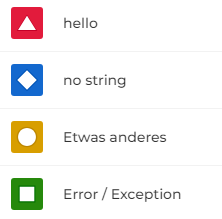 hello
no string
Etwas anderes
Error / Exception